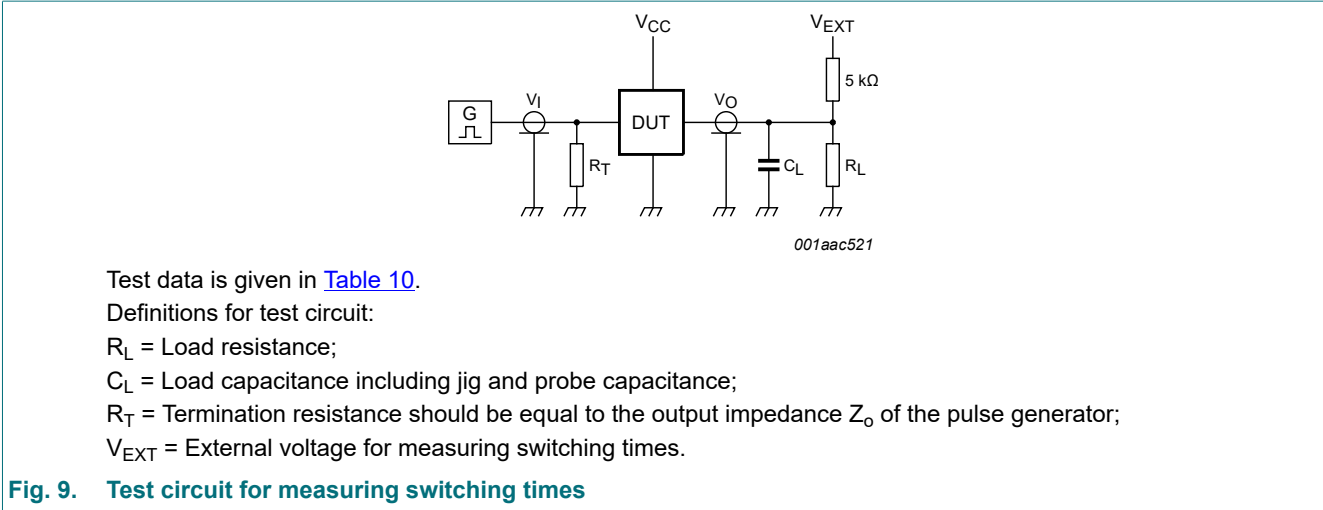 VCC
VEXT
5 kΩ
G
VI
DUT
VO
RT
CL
RL
001aac521
Test data is given in Table 10.
Definitions for test circuit:
RL = Load resistance;
CL = Load capacitance including jig and probe capacitance;
RT = Termination resistance should be equal to the output impedance Zo of the pulse generator;
VEXT = External voltage for measuring switching times.
Fig. 9. Test circuit for measuring switching times